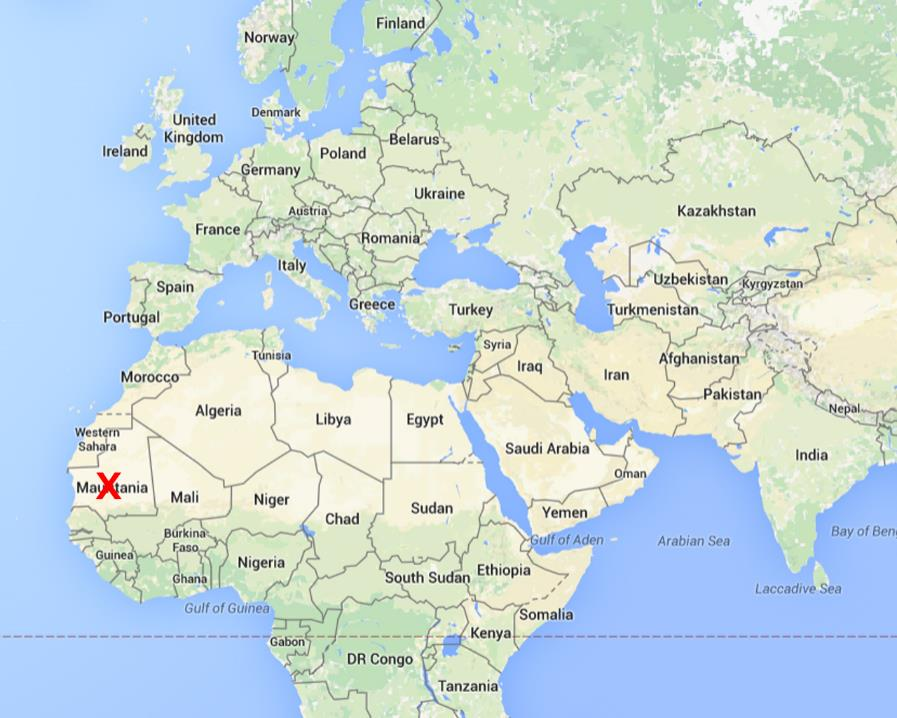 Finland
Norway
Denmark
United
Kingdom
Ireland
Belarus
Poland
Germany
Ukraine
Austria
Kazakhstan
France
Romania
Italy
Uzbekistan
Kyrgyzstan
Spain
Greece
Turkey
Turkmenistan
Portugal
Syria
Tunisia
Afghanistan
Iraq
Iran
Morocco
Pakistan
Nepal
Algeria
Libya
Egypt
Western
Sahara
Saudi Arabia
India
Oman
X
Mali
Niger
Sudan
Yemen
Chad
Burkina
Faso
Gulf of Aden
Arabian Sea
Guinea
Nigeria
Ethiopia
Ghana
South Sudan
Laccadive Sea
Gulf of Guinea
Somalia
Kenya
Gabon
DR Congo
Tanzania